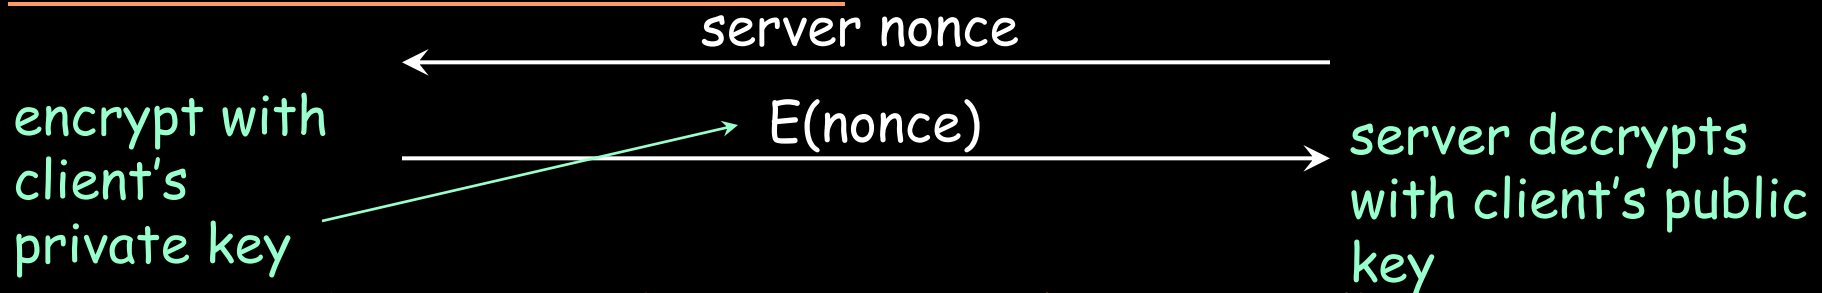 server nonce
encrypt with
client's
private key
E(nonce)
server decrypts
with client's public
key